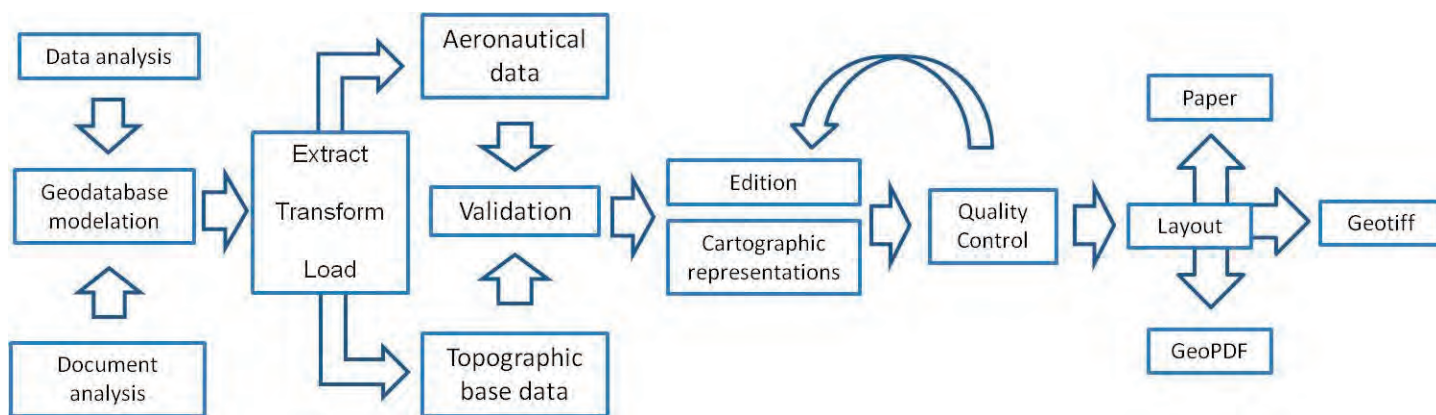 Data analysis
Geodatabase
modelation
Document
analysis
Extract
Transform
Load
Aeronautical
data
Validation
Topographic
base data
Edition
Cartographic
representations
Quality
Control
Layout
Paper
Geotiff
GeoPDF